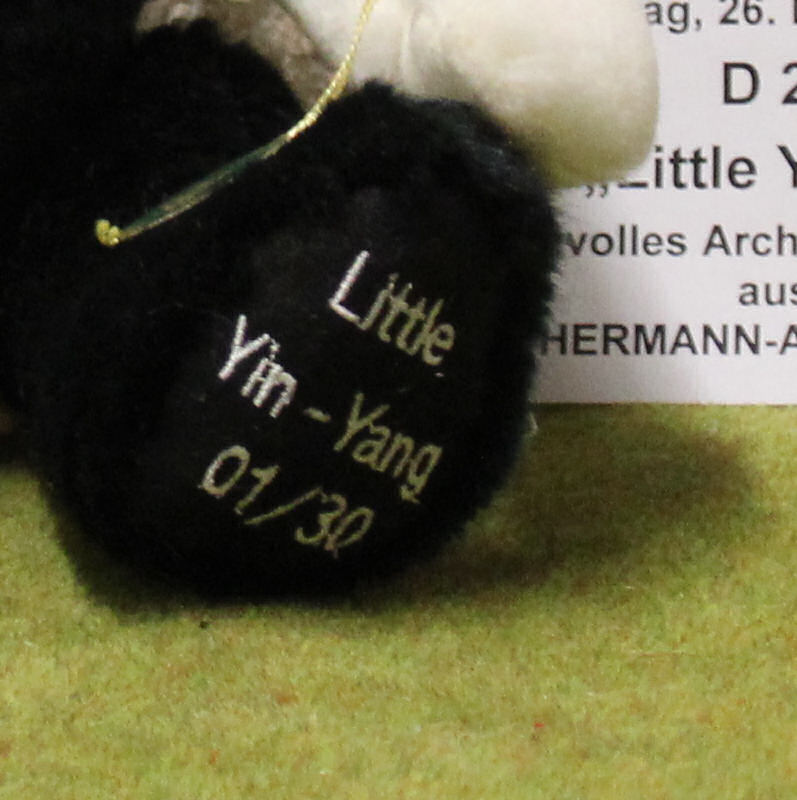 Little
Yin-Yang
01/30
ag, 26.
D 2
„Little Y
volles Arch
aus
HERMANN-A